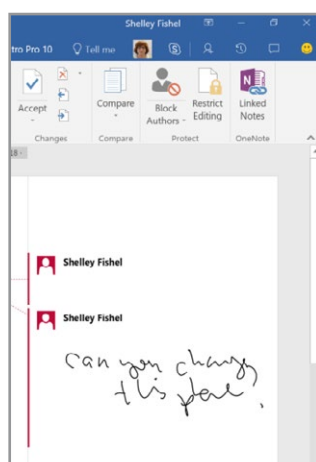 Shelley Fishel
tro Pro 10 Tell me
Accept
Compare
Block
Authors
Restrict
Editing
Linked
Notes
Changes Compare Protect OneNote
18
Shelley Fishel
Shelley Fishel
can you change
this